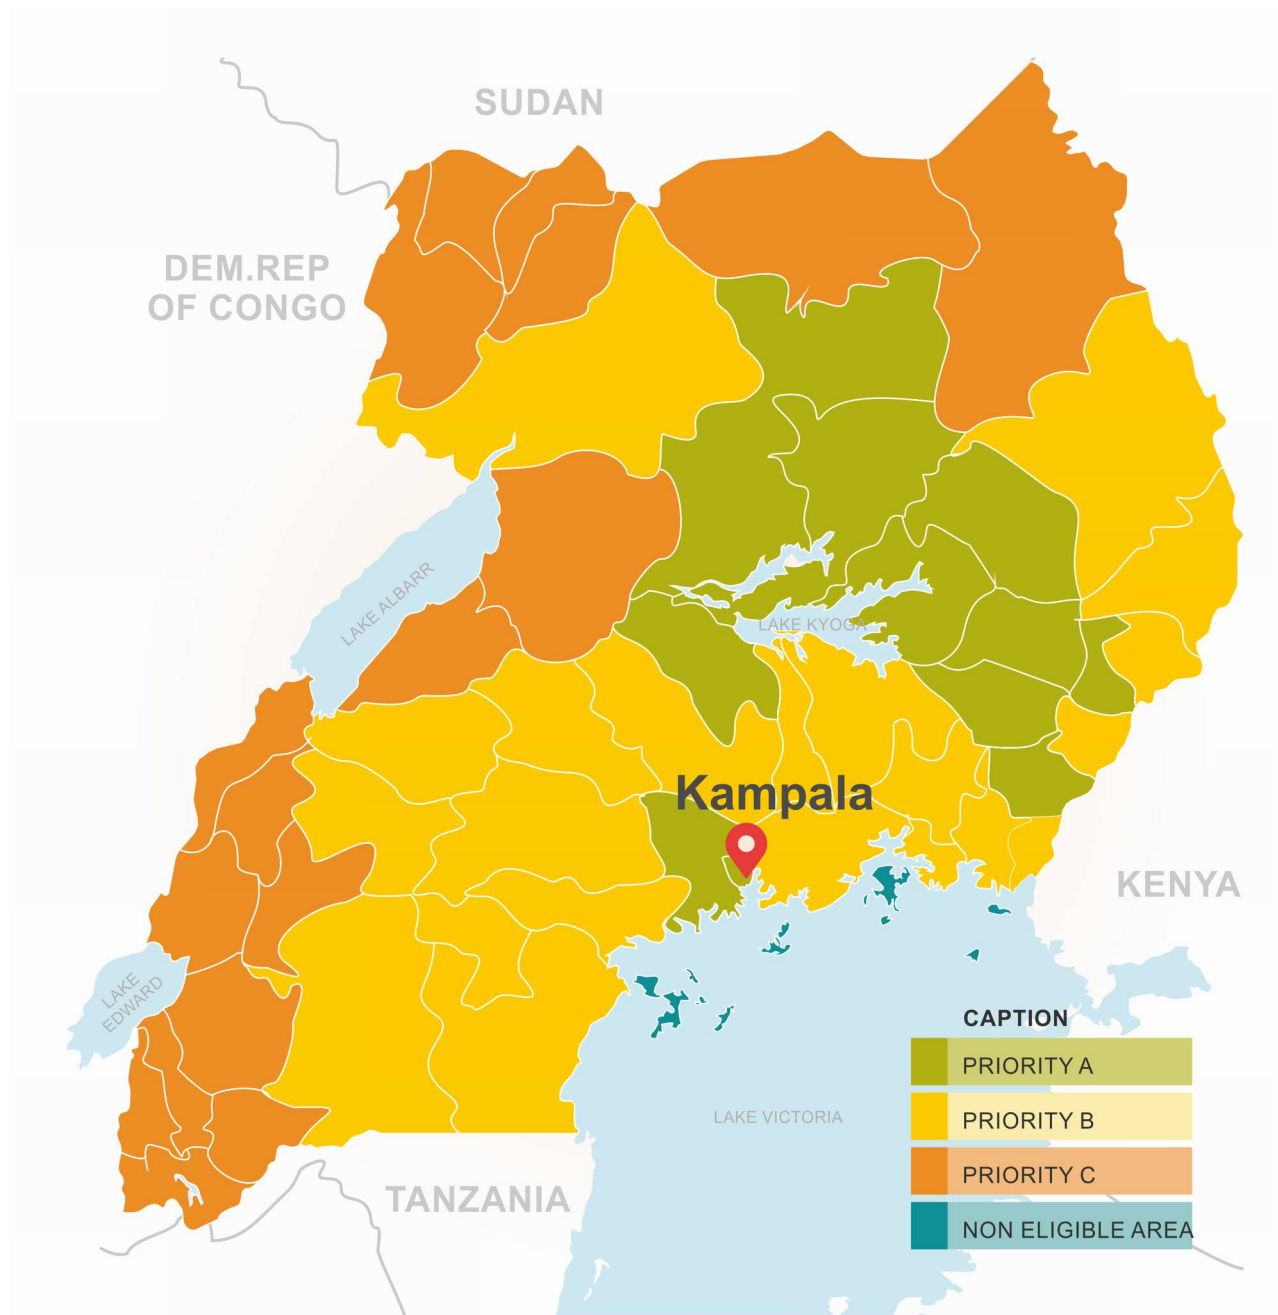 SUDAN
DEM.REP
OF CONGO
LAKE ALBARR
LAKE KYOGA
Kampala
KENYA
LAKE
EDWARD
CAPTION
PRIORITY A
PRIORITY B
PRIORITY C
NON ELIGIBLE AREA
LAKE VICTORIA
TANZANIA